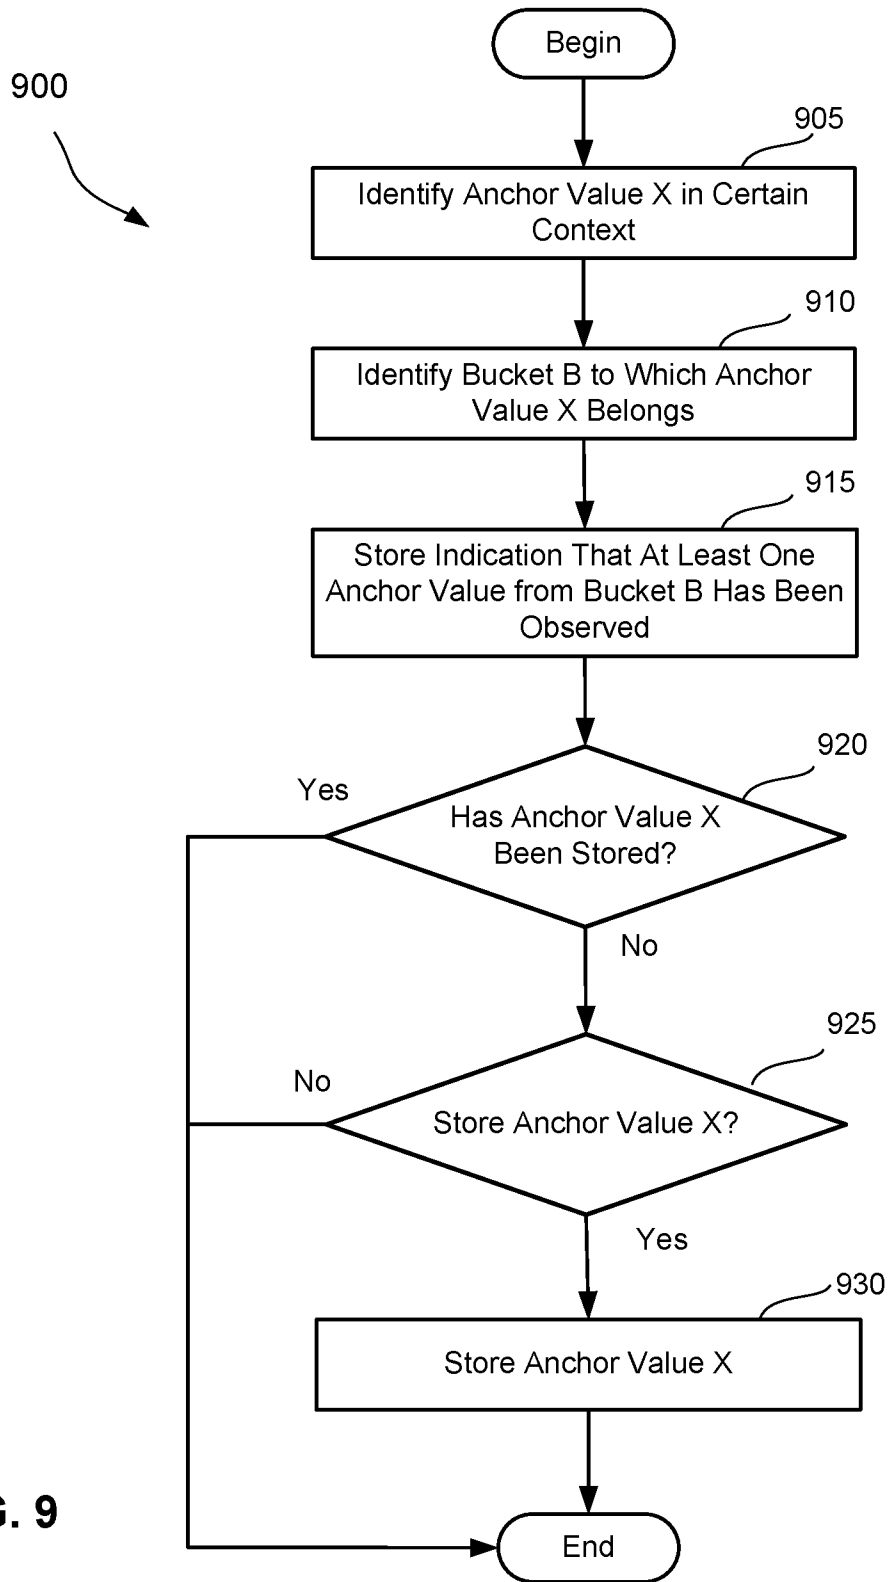 Begin
900
905
Identify Anchor Value X in Certain
Context
910
Identify Bucket B to Which Anchor
Value X Belongs
915
Store Indication That At Least One
Anchor Value from Bucket B Has Been
Observed
920
Yes
Has Anchor Value X
Been Stored?
No
925
No
Store Anchor Value X?
Yes
930
Store Anchor Value X
9
End